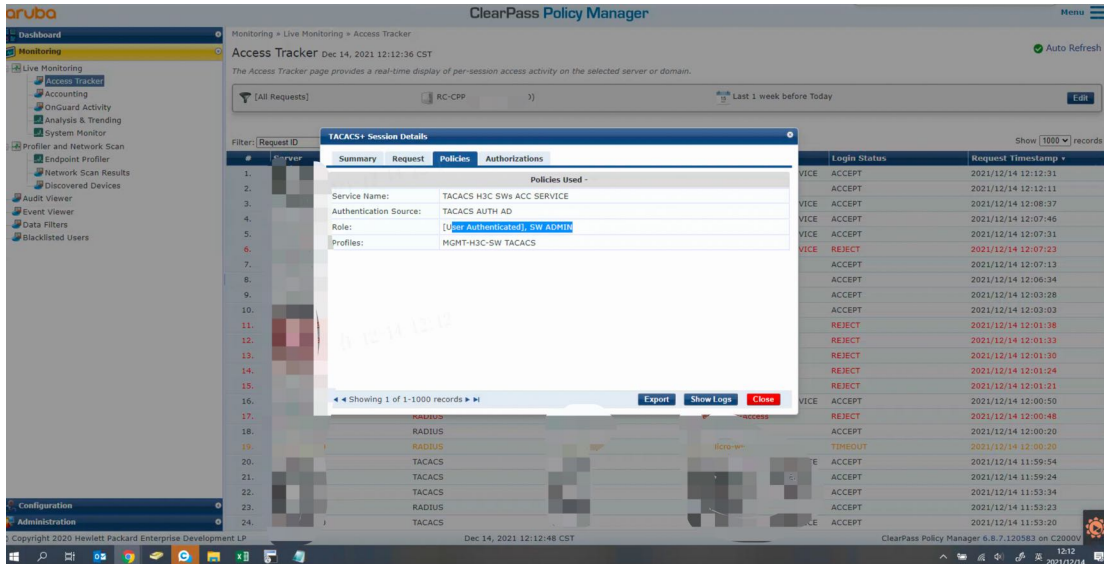 aruba
ClearPass Policy Manager
Menu
Dashboard
Monitoring
Live Monitoring
Access Tracker
Accounting
OnGuard Activity
Analysis & Trending
System Monitor
Profiler and Network Scan
Endpoint Profiler
Network Scan Results
Discovered Devices
Audit Viewer
Event Viewer
Data Filters
Blacklisted Users
Configuration
Administration
Monitoring » Live Monitoring » Access Tracker
Access Tracker Dec 14, 2021 12:12:36 CST
Auto Refresh
The Access Tracker page provides a real-time display of per-session access activity on the selected server or domain.
[All Requests] RC-CPP Last 1 week before Today Edit
Filter: Request ID Show 1000 records
# Server Login Status Request Timestamp
1. VICE ACCEPT 2021/12/14 12:12:31
2. ACCEPT 2021/12/14 12:12:11
3. VICE ACCEPT 2021/12/14 12:08:37
4. VICE ACCEPT 2021/12/14 12:07:46
5. VICE ACCEPT 2021/12/14 12:07:31
6. VICE REJECT 2021/12/14 12:07:23
7. ACCEPT 2021/12/14 12:07:13
8. ACCEPT 2021/12/14 12:06:34
9. ACCEPT 2021/12/14 12:03:28
10. ACCEPT 2021/12/14 12:03:03
11. REJECT 2021/12/14 12:01:38
12. REJECT 2021/12/14 12:01:33
13. REJECT 2021/12/14 12:01:30
14. REJECT 2021/12/14 12:01:24
15. REJECT 2021/12/14 12:01:21
16. VICE ACCEPT 2021/12/14 12:00:50
17. RADIUS REJECT 2021/12/14 12:00:48
18. RADIUS ACCEPT 2021/12/14 12:00:20
19. RADIUS TIMEOUT 2021/12/14 12:00:20
20. TACACS ACCEPT 2021/12/14 11:59:54
21. TACACS ACCEPT 2021/12/14 11:59:24
22. TACACS ACCEPT 2021/12/14 11:53:34
23. RADIUS ACCEPT 2021/12/14 11:53:23
24. TACACS ACCEPT 2021/12/14 11:53:20
TACACS+ Session Details
Summary Request Policies Authorizations
Policies Used -
Service Name: TACACS H3C SWs ACC SERVICE
Authentication Source: TACACS AUTH AD
Role: [User Authenticated], SW ADMIN
Profiles: MGMT-H3C-SW TACACS
Showing 1 of 1-1000 records
Export Show Logs Close
Copyright 2020 Hewlett Packard Enterprise Development LP
Dec 14, 2021 12:12:48 CST
ClearPass Policy Manager 6.8.7.120583 on C2000V
英
12:12
2021/12/14